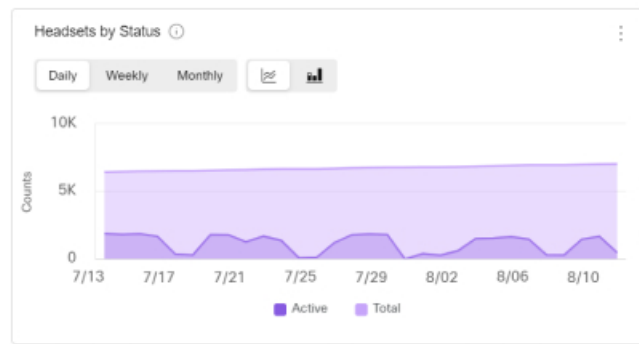 Headsets by Status
Daily Weekly Monthly
10K
5K
0
Counts
7/13 7/17 7/21 7/25 7/29 8/02 8/06 8/10
Active Total